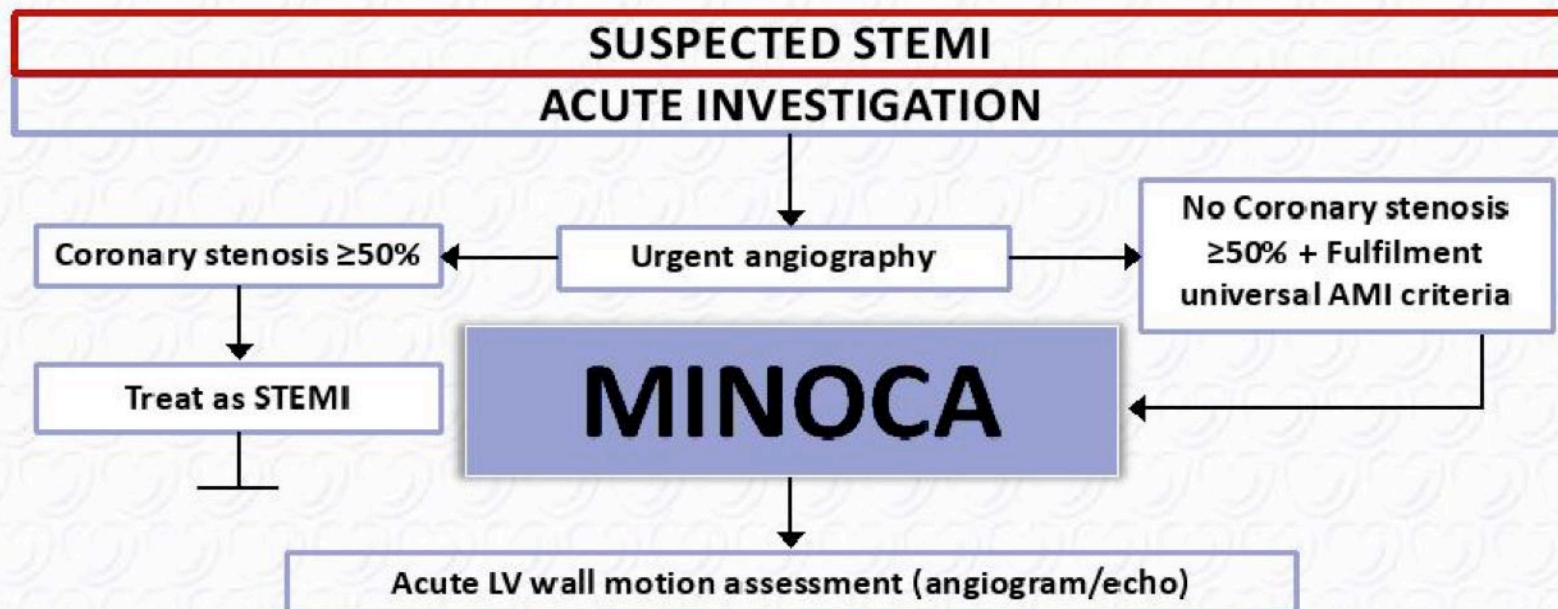 SUSPECTED STEMI
ACUTE INVESTIGATION
Coronary stenosis ≥50%
Urgent angiography
No Coronary stenosis
≥50% + Fulfilment
universal AMI criteria
Treat as STEMI
MINOCA
Acute LV wall motion assessment (angiogram/echo)